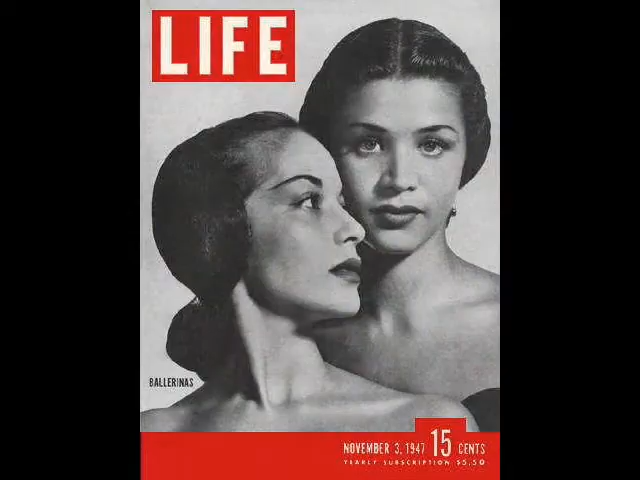 LIFE
BALLERINAS
NOVEMBER 3, 1947 15 CENTS
YEARLY SUBSCRIPTION $5.50